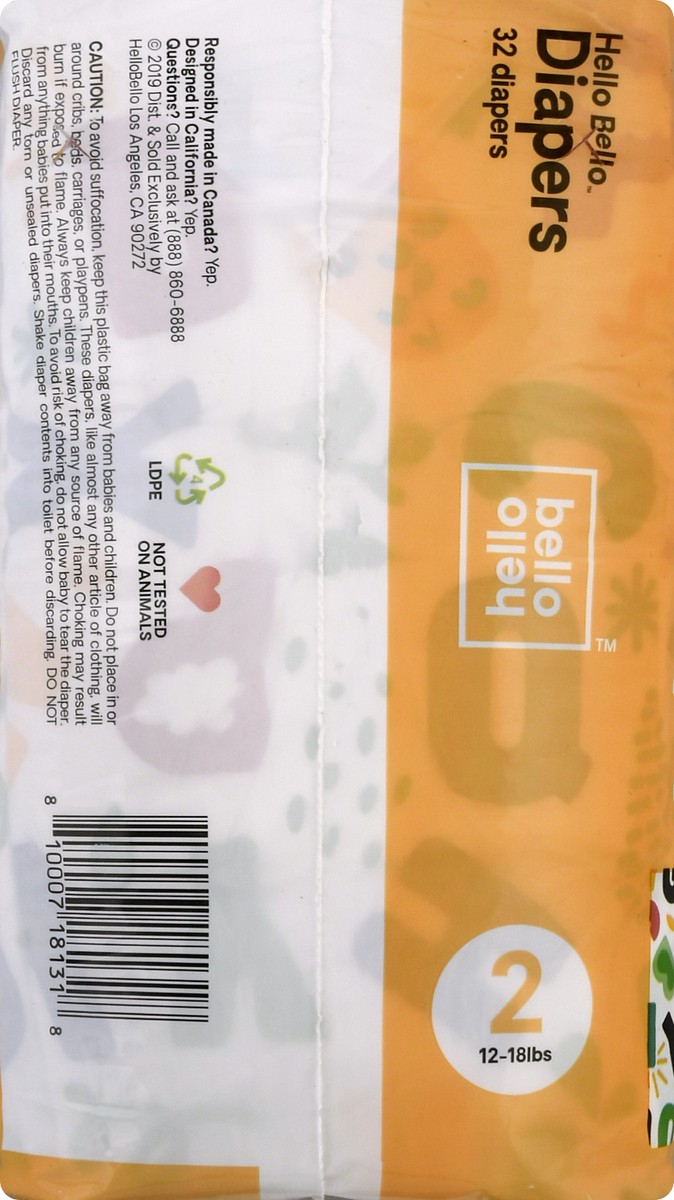 Hello Bello™
Diapers
32 diapers
bello
hello
TM
2
12-18lbs
Responsibly made in Canada? Yep.
Designed in California? Yep.
Questions? Call and ask at (888) 860-6888
© 2019 Dist. & Sold Exclusively by
HelloBello Los Angeles, CA 90272
4
LDPE
NOT TESTED
ON ANIMALS
CAUTION: To avoid suffocation, keep this plastic bag away from babies and children. Do not place in or
around cribs, beds, carriages, or playpens. These diapers, like almost any other article of clothing, will
burn if exposed to flame. Always keep children away from any source of flame. Choking may result
from anything babies put into their mouths. To avoid risk of choking, do not allow baby to tear the diaper.
Discard any torn or unsealed diapers. Shake diaper contents into toilet before discarding. DO NOT
FLUSH DIAPER.
8 10007 18131 8